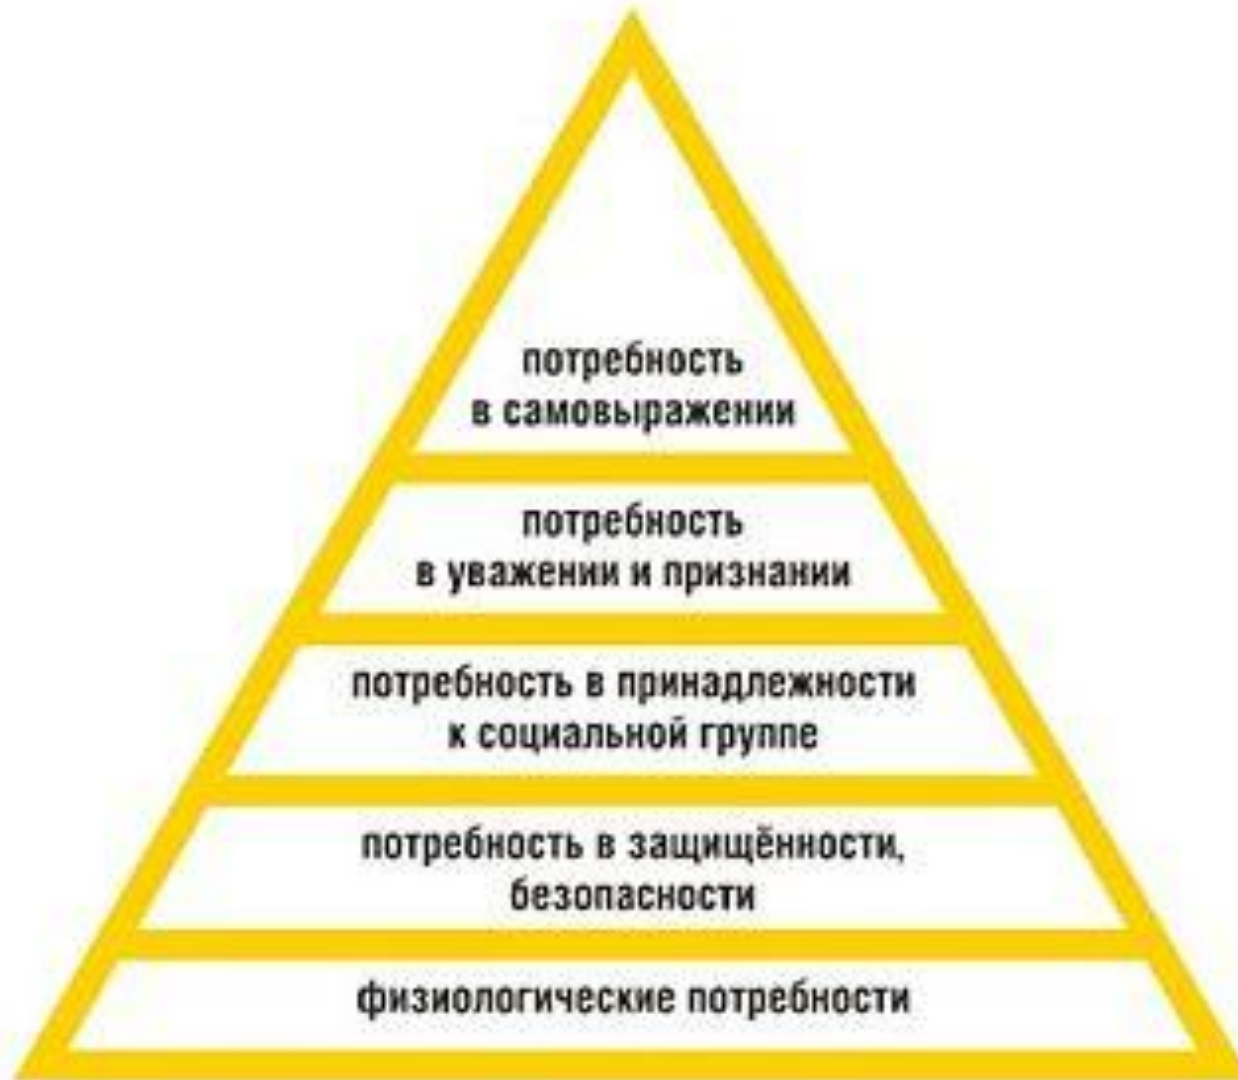 потребность
в самовыражении
потребность
в уважении и признании
потребность в принадлежности
к социальной группе
потребность в защищённости,
безопасности
физиологические потребности